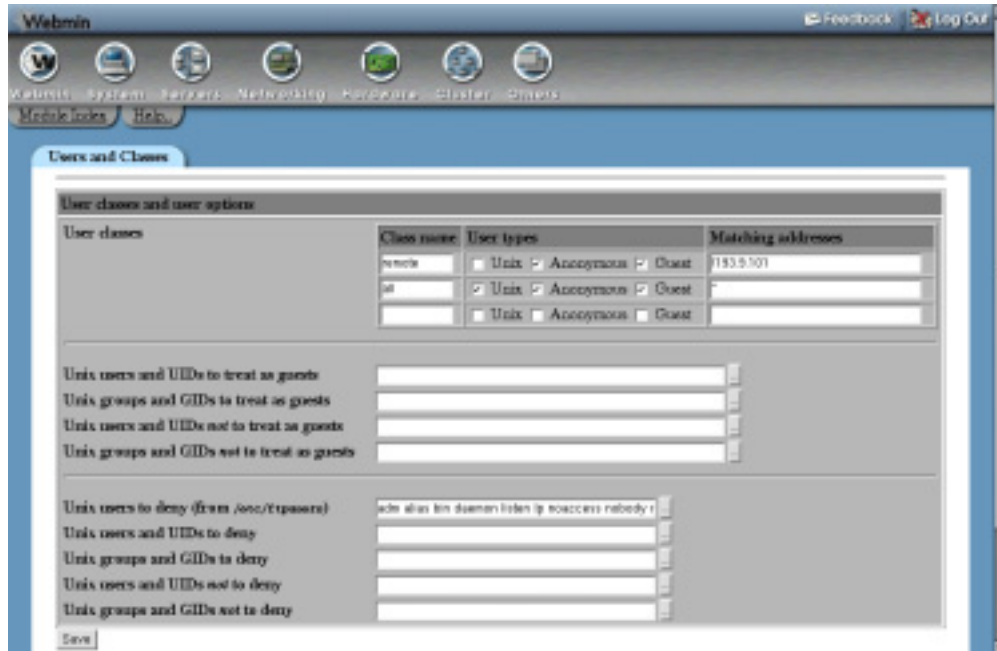 Webmin
Feedback Log Out
Webmin System Servers Networking Hardware Cluster Others
Module Index Help..
Users and Classes
User classes and user options
User classes
Class name User types Matching addresses
remote Unix Anonymous Guest
all Unix Anonymous Guest *
Unix Anonymous Guest
Unix users and UIDs to treat as guests ...
Unix groups and GIDs to treat as guests ...
Unix users and UIDs not to treat as guests ...
Unix groups and GIDs not to treat as guests ...
Unix users to deny (from /etc/ftpusers) adm alias bin daemon listen lp noaccess nobody ...
Unix users and UIDs to deny ...
Unix groups and GIDs to deny ...
Unix users and UIDs not to deny ...
Unix groups and GIDs not to deny ...
Save